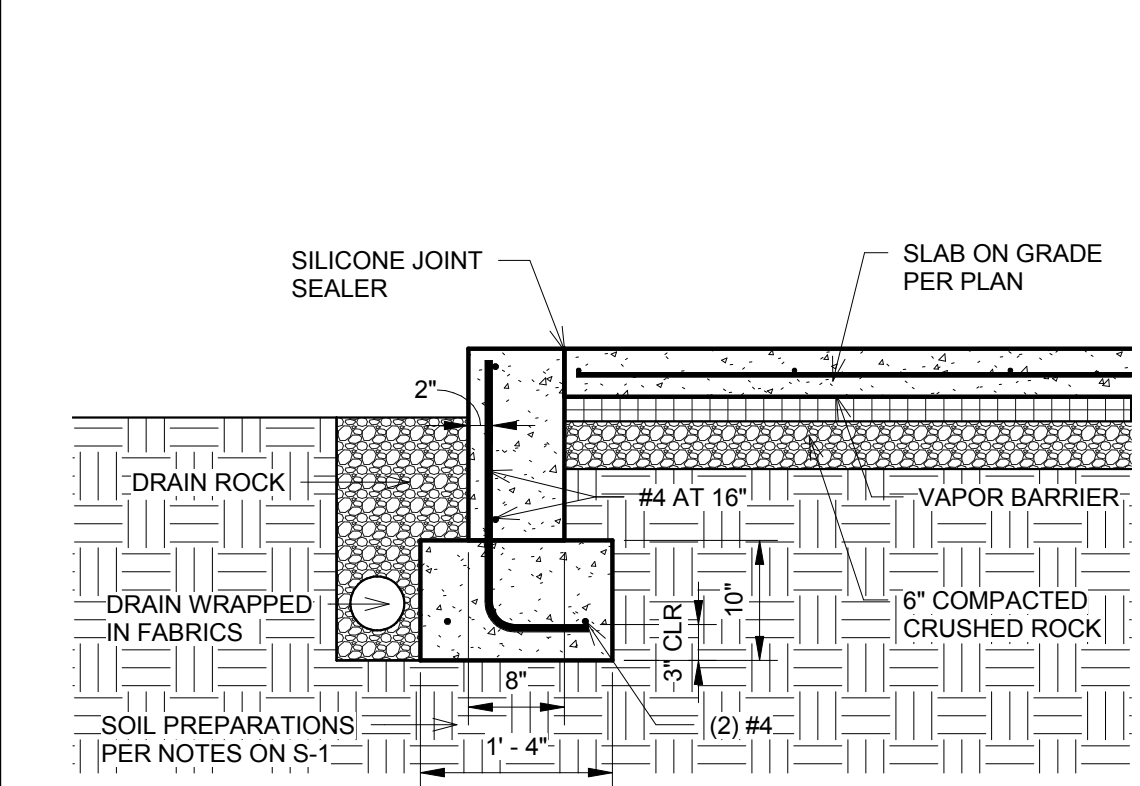 SILICONE JOINT
SEALER
SLAB ON GRADE
PER PLAN
2"
DRAIN ROCK
#4 AT 16"
VAPOR BARRIER
DRAIN WRAPPED
IN FABRICS
10"
3" CLR
6" COMPACTED
CRUSHED ROCK
8"
SOIL PREPARATIONS
PER NOTES ON S-1
1' - 4"
(2) #4